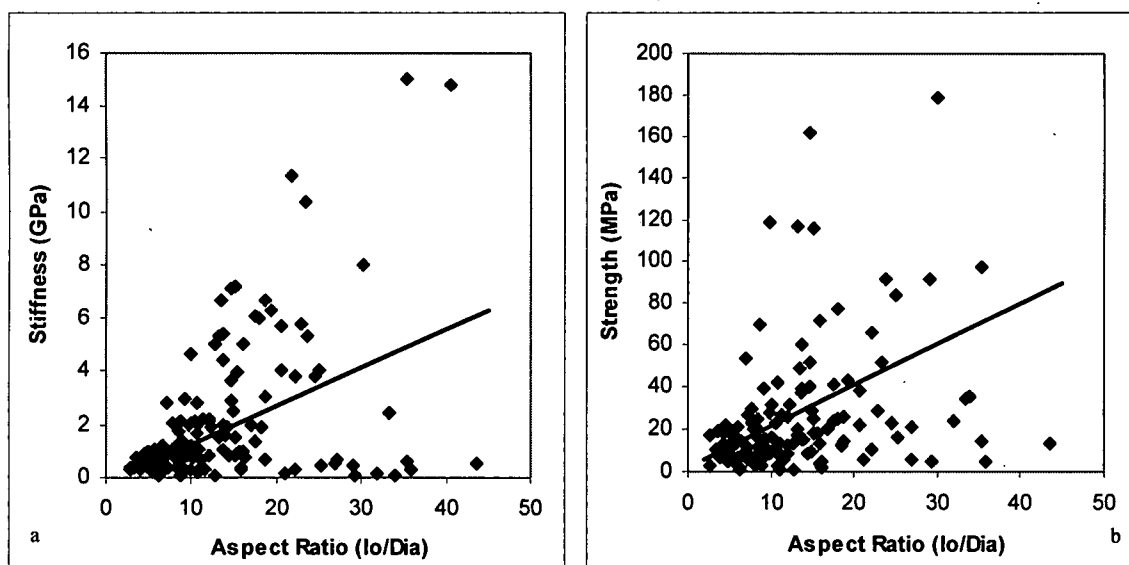 16
14
12
10
8
6
4
2
0
0 10 20 30 40 50
Stiffness (GPa)
Aspect Ratio (lo/Dia)
a
200
180
160
140
120
100
80
60
40
20
0
0 10 20 30 40 50
Strength (MPa)
Aspect Ratio (lo/Dia)
b